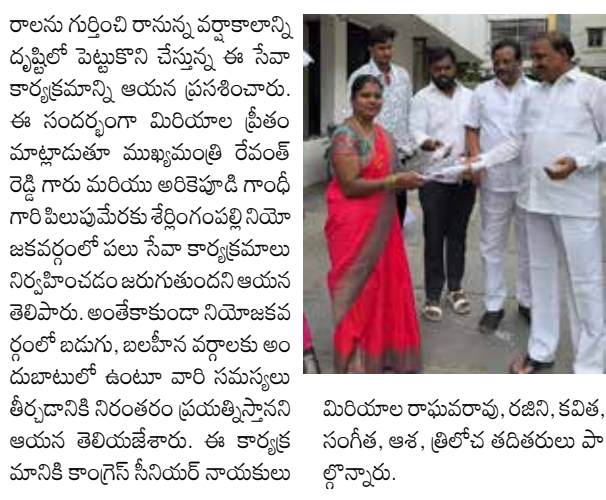 రాలను గుర్తించి రానున్న వర్షాకాలాన్ని
దృష్టిలో పెట్టుకొని చేస్తున్న ఈ సేవా
కార్యక్రమాన్ని ఆయన ప్రసశించారు.
ఈ సందర్భంగా మిరియాల ప్రీతం
మాట్లాడుతూ ముఖ్యమంత్రి రేవంత్
రెడ్డి గారు మరియు అరికెపూడి గాంధీ
గారి పిలుపుమేరకు శేర్లింగంపల్లి నియో
జకవర్గంలో పలు సేవా కార్యక్రమాలు
నిర్వహించడం జరుగుతుందని ఆయన
తెలిపారు. అంతేకాకుండా నియోజకవ
ర్గంలో బడుగు, బలహీన వర్గాలకు అం
దుబాటులో ఉంటూ వారి సమస్యలు
తీర్చడానికి నిరంతరం ప్రయత్నిస్తానని
ఆయన తెలియజేశారు. ఈ కార్యక్ర
మానికి కాంగ్రెస్ సీనియర్ నాయకులు
మిరియాల రాఘవరావు, రజిని, కవిత,
సంగీత, ఆశ, త్రిలోచ తదితరులు పా
ల్గొన్నారు.